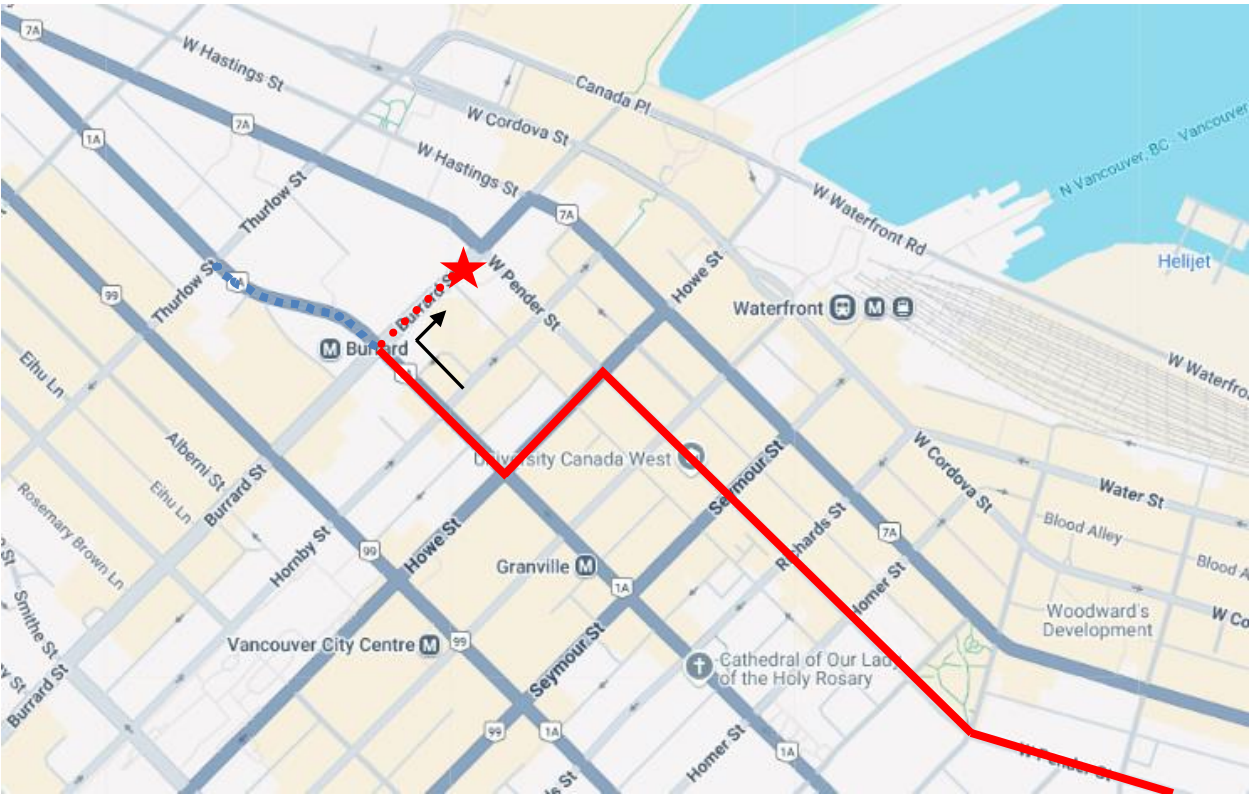 7A
W Hastings St
Canada Pl
7A
W Cordova St
1A
W Hastings St
N Vancouver, BC - Vancouver
Thurlow St
W Waterfront Rd
7A
Helijet
Howe St
W Pender St
Thurlow St
99
Burrard St
Waterfront
Burrard
W Waterfro
Eihu Ln
Alberni St
University Canada West
Seymour St
W Cordova St
Burrard St
Eihu Ln
Water St
Rosemary Brown Ln
Richards St
Blood Alley
7A
Hornby St
Howe St
99
Granville
Blood A
1A
Homer St
Smithe St
Woodward's
Development
W Co
Vancouver City Centre
99
Seymour St
Cathedral of Our Lady
of the Holy Rosary
Burrard St
99
1A
Homer St
1A
W Pender St